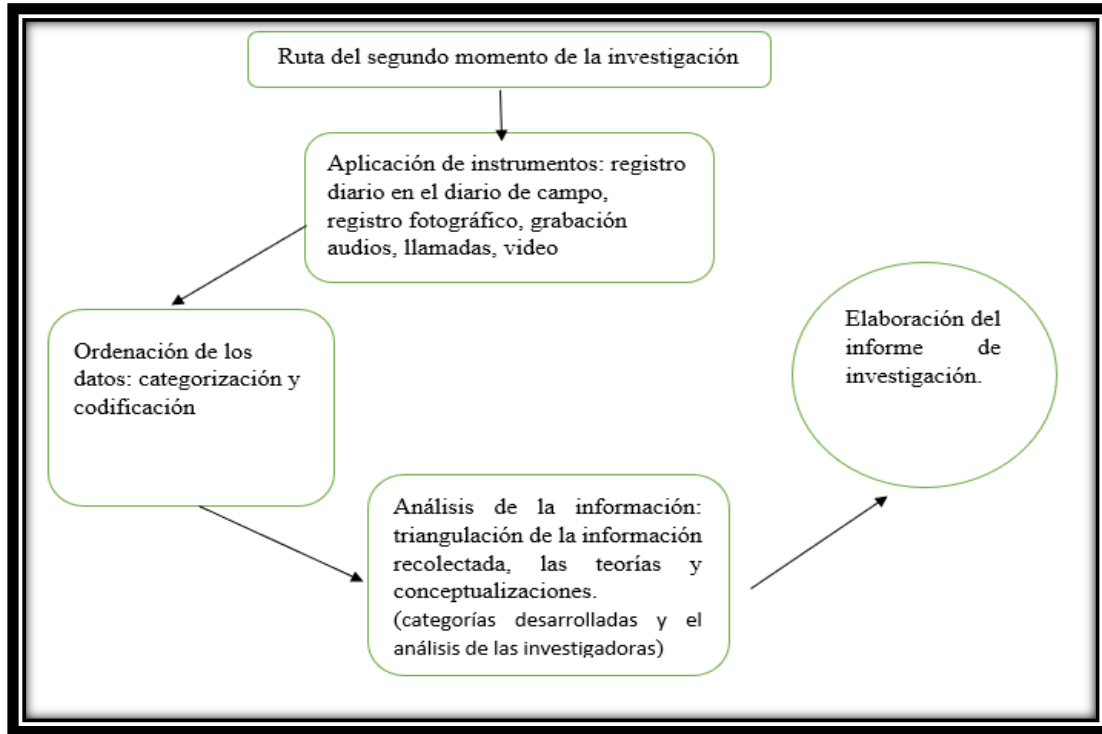 Ruta del segundo momento de la investigación
Aplicación de instrumentos: registro
diario en el diario de campo,
registro fotográfico, grabación
audios, llamadas, video
Ordenación de los
datos: categorización y
codificación
Elaboración del
informe de
investigación.
Análisis de la información:
triangulación de la información
recolectada, las teorías y
conceptualizaciones.
(categorías desarrolladas y el
análisis de las investigadoras)